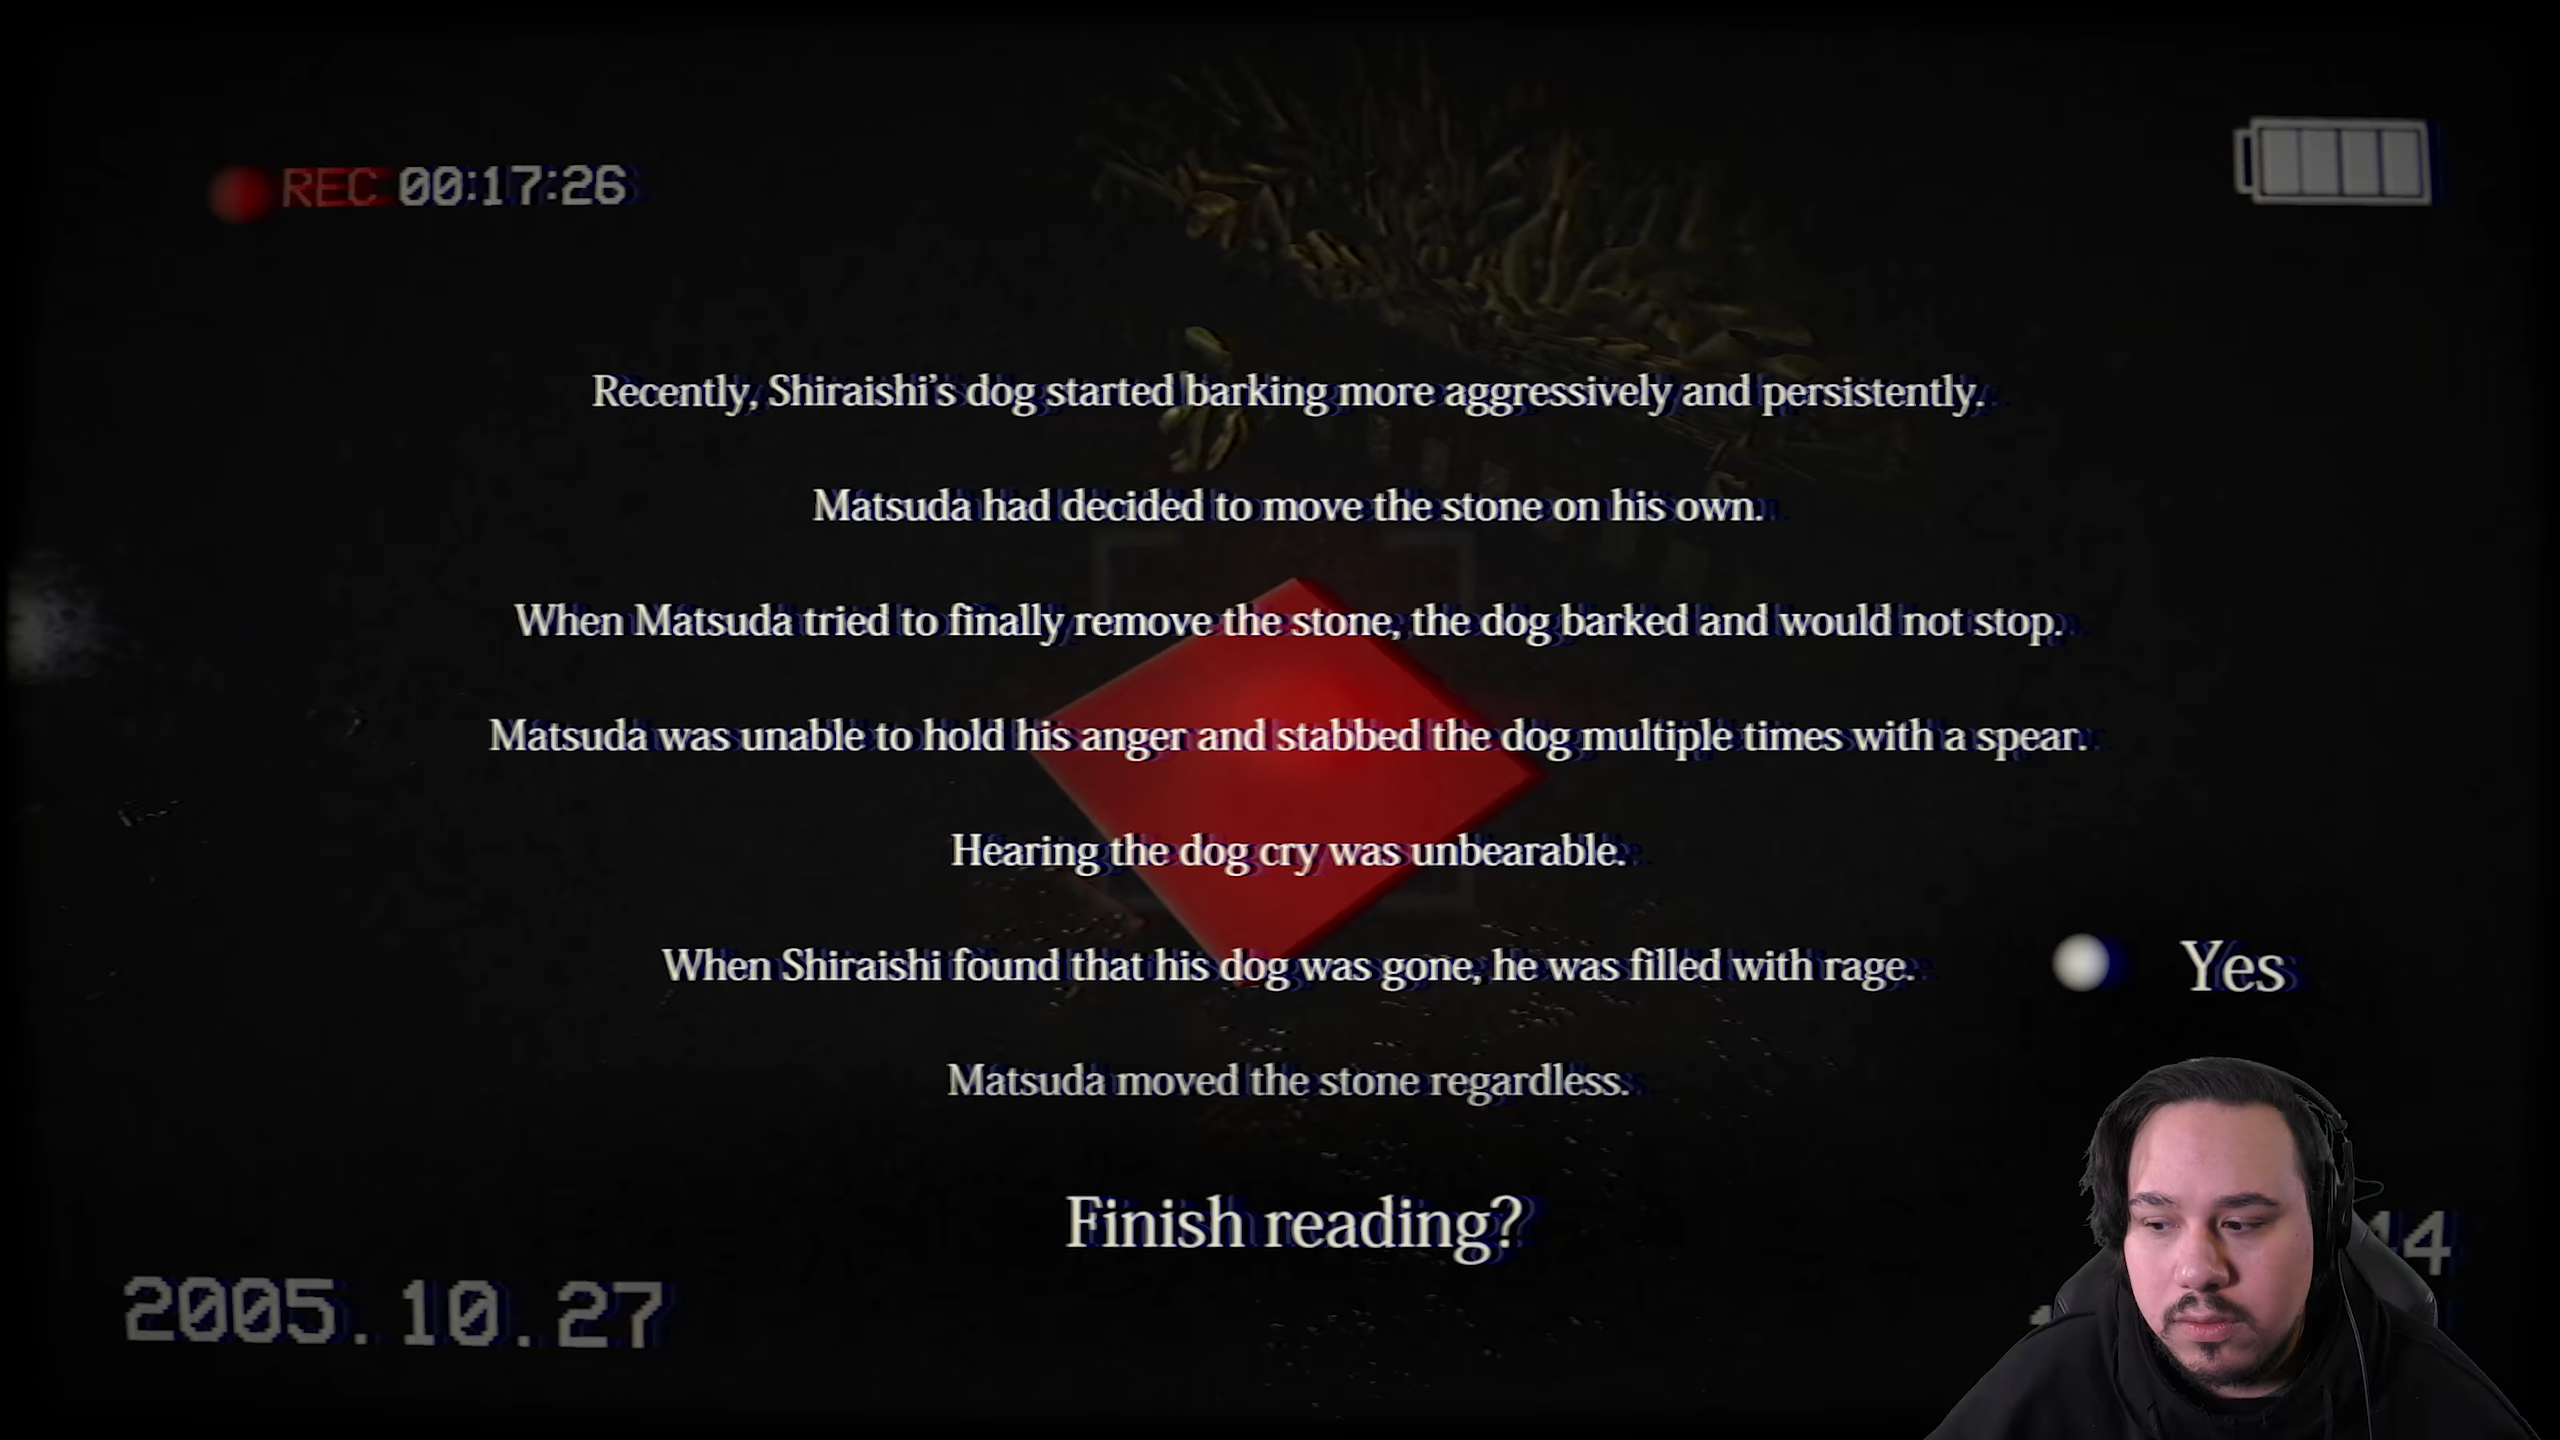 REC 00:17:26
Recently, Shiraishi’s dog started barking more aggressively and persistently.
Matsuda had decided to move the stone on his own.
When Matsuda tried to finally remove the stone, the dog barked and would not stop.
Matsuda was unable to hold his anger and stabbed the dog multiple times with a spear.
Hearing the dog cry was unbearable.
When Shiraishi found that his dog was gone, he was filled with rage.
Yes
Matsuda moved the stone regardless.
Finish reading?
2005.10.27